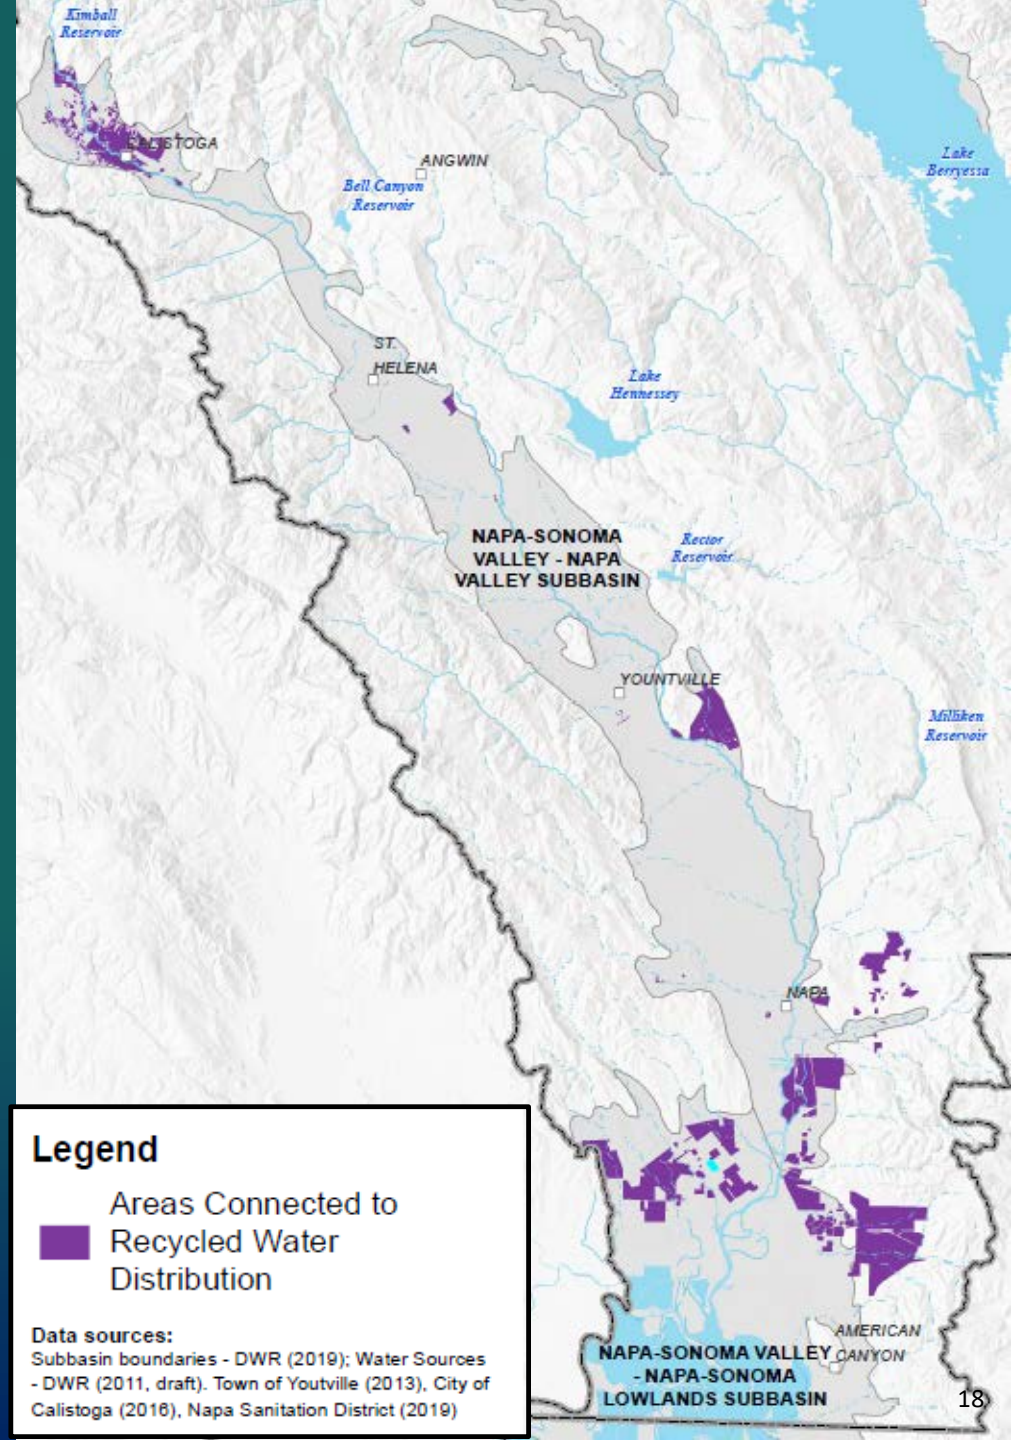 Kimball
Reservoir
CALISTOGA
ANGWIN
Bell Canyon
Reservoir
Lake
Berryessa
ST.
HELENA
Lake
Hennessey
NAPA-SONOMA
VALLEY - NAPA
VALLEY SUBBASIN
Rector
Reservoir
YOUNTVILLE
Milliken
Reservoir
NAPA
Legend
Areas Connected to
Recycled Water
Distribution
Data sources:
Subbasin boundaries - DWR (2019); Water Sources
- DWR (2011, draft). Town of Youtville (2013), City of
Calistoga (2016), Napa Sanitation District (2019)
AMERICAN
CANYON
NAPA-SONOMA VALLEY
- NAPA-SONOMA
LOWLANDS SUBBASIN
18